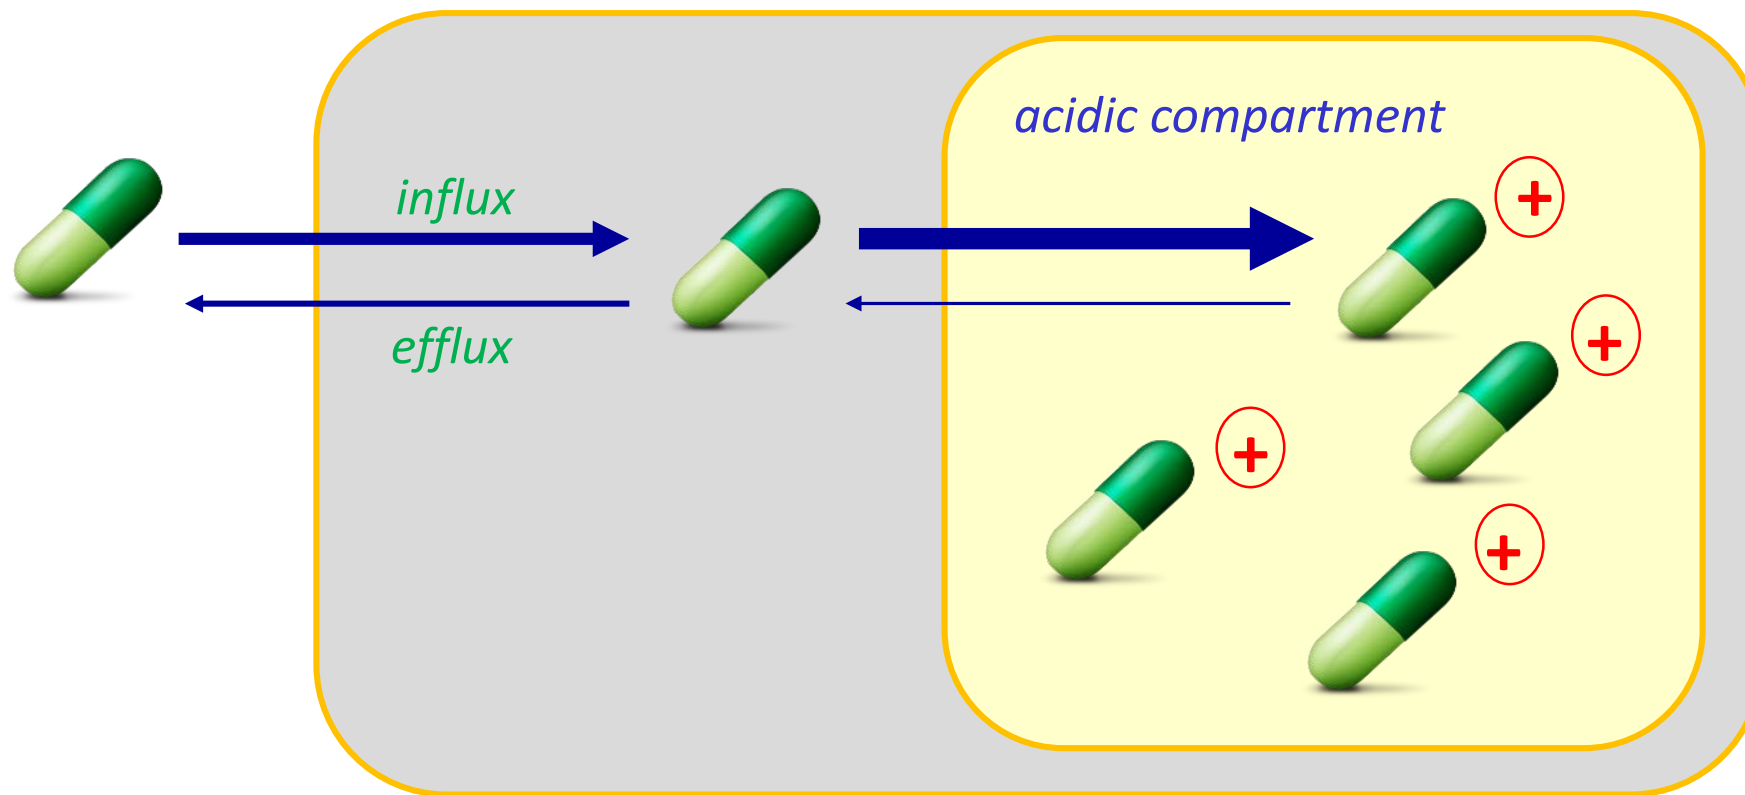 acidic compartment
influx
efflux
+
+
+
+